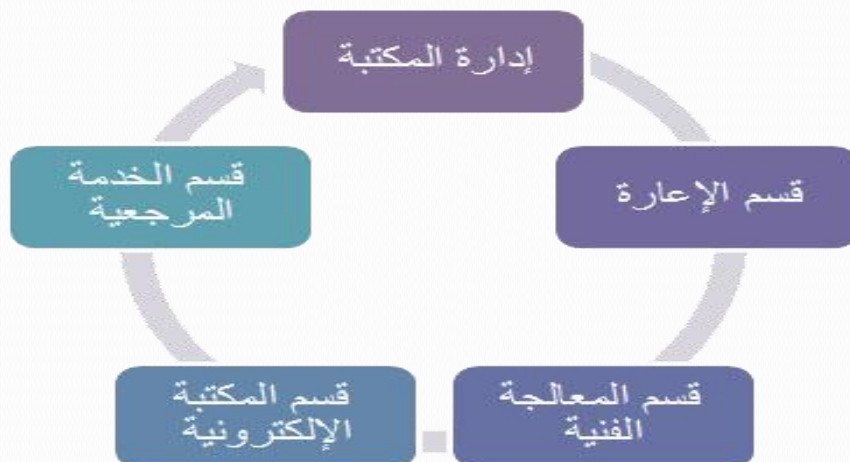 إدارة المكتبة
قسم الإعارة
قسم المعالجة
الفنية
قسم المكتبة
الإلكترونية
قسم الخدمة
المرجعية